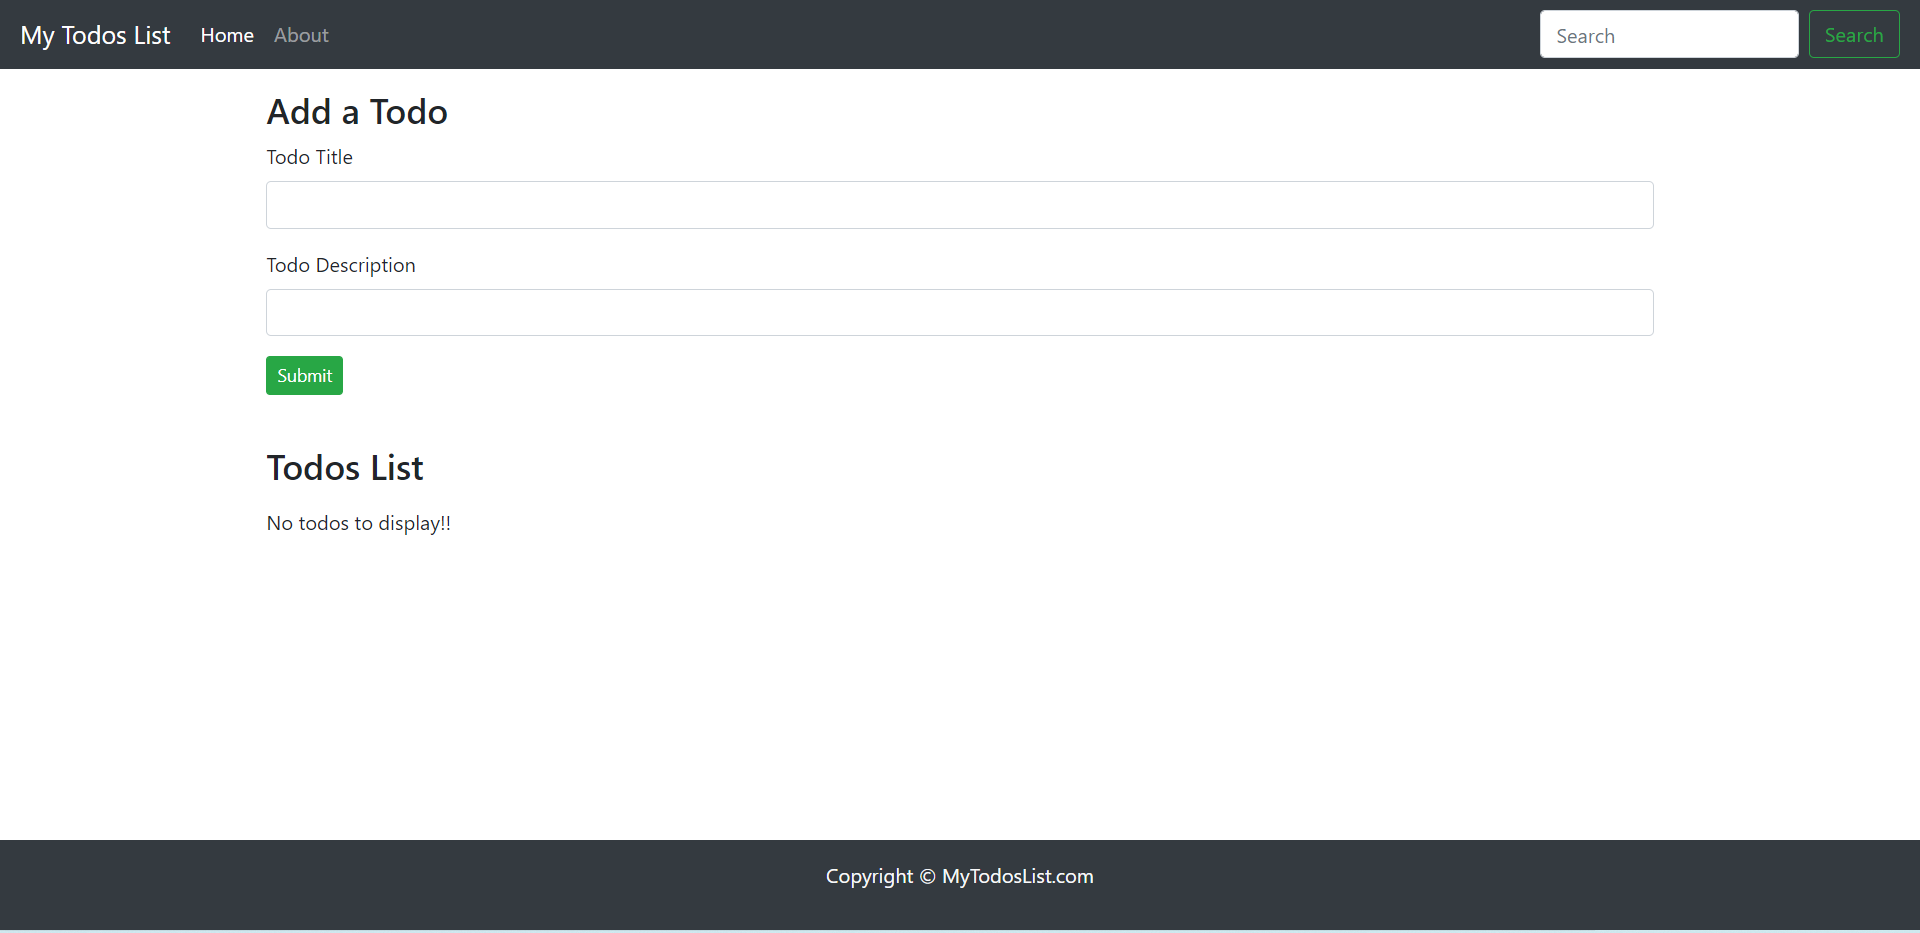 My Todos List Home About Search Search
Add a Todo
Todo Title
Todo Description
Submit
Todos List
No todos to display!!
Copyright © MyTodosList.com